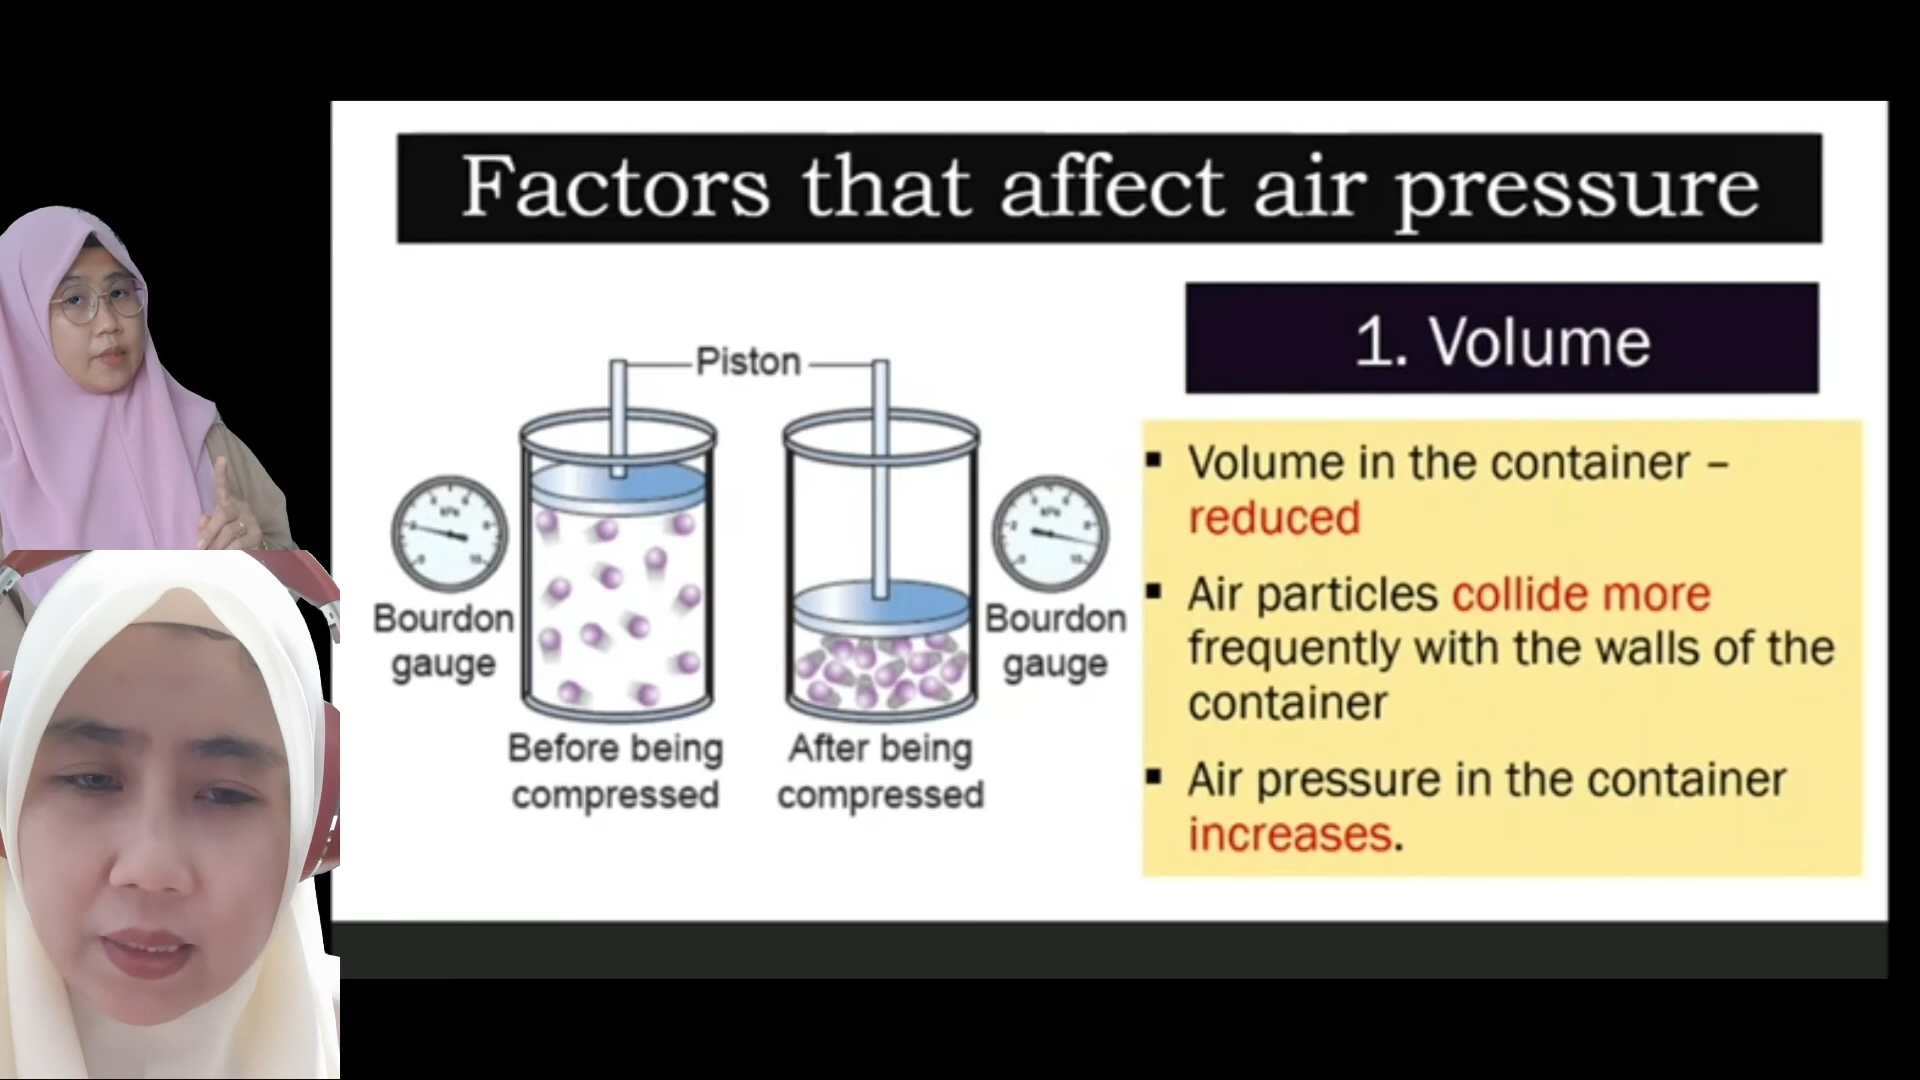 Factors that affect air pressure
1. Volume
Piston
Bourdon
gauge
Bourdon
gauge
Before being
compressed
After being
compressed
▪ Volume in the container –
reduced
▪ Air particles collide more
frequently with the walls of the
container
▪ Air pressure in the container
increases.